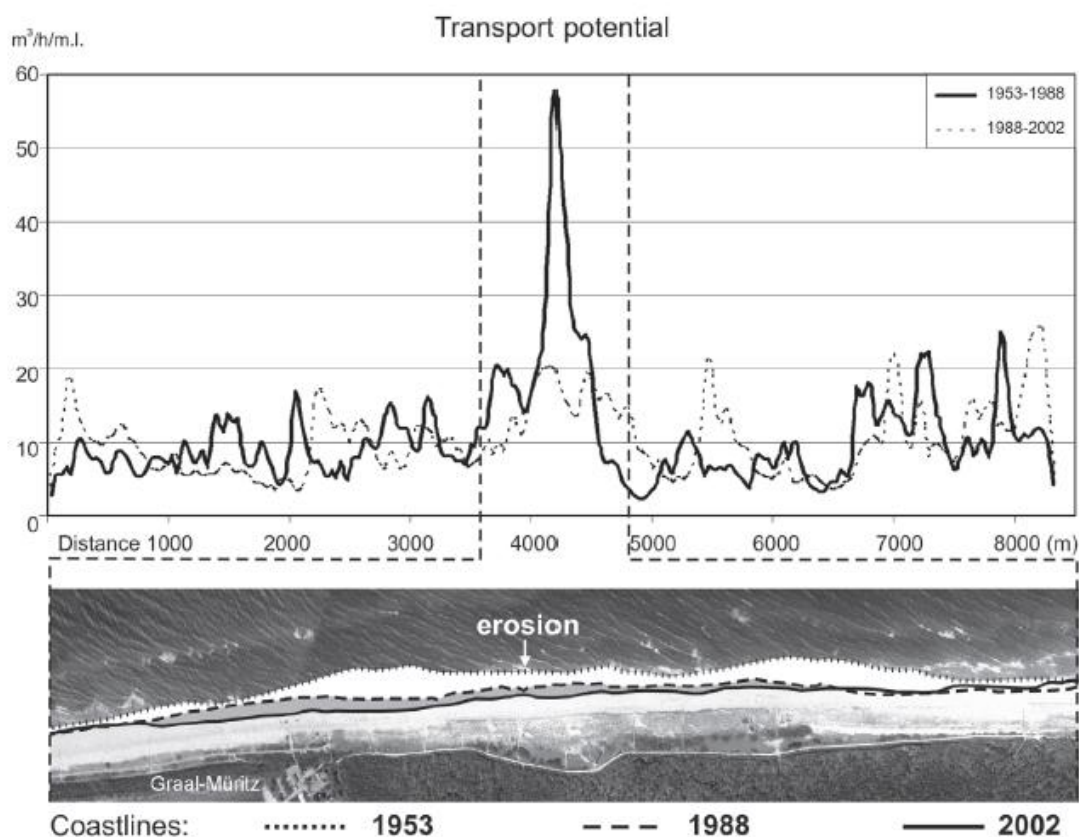 Transport potential
m³/h/m.l.
60
50
40
30
20
10
0
1953-1988
1988-2002
Distance 1000 2000 3000 4000 5000 6000 7000 8000 (m)
erosion
Graal-Müritz
Coastlines: 1953 1988 2002